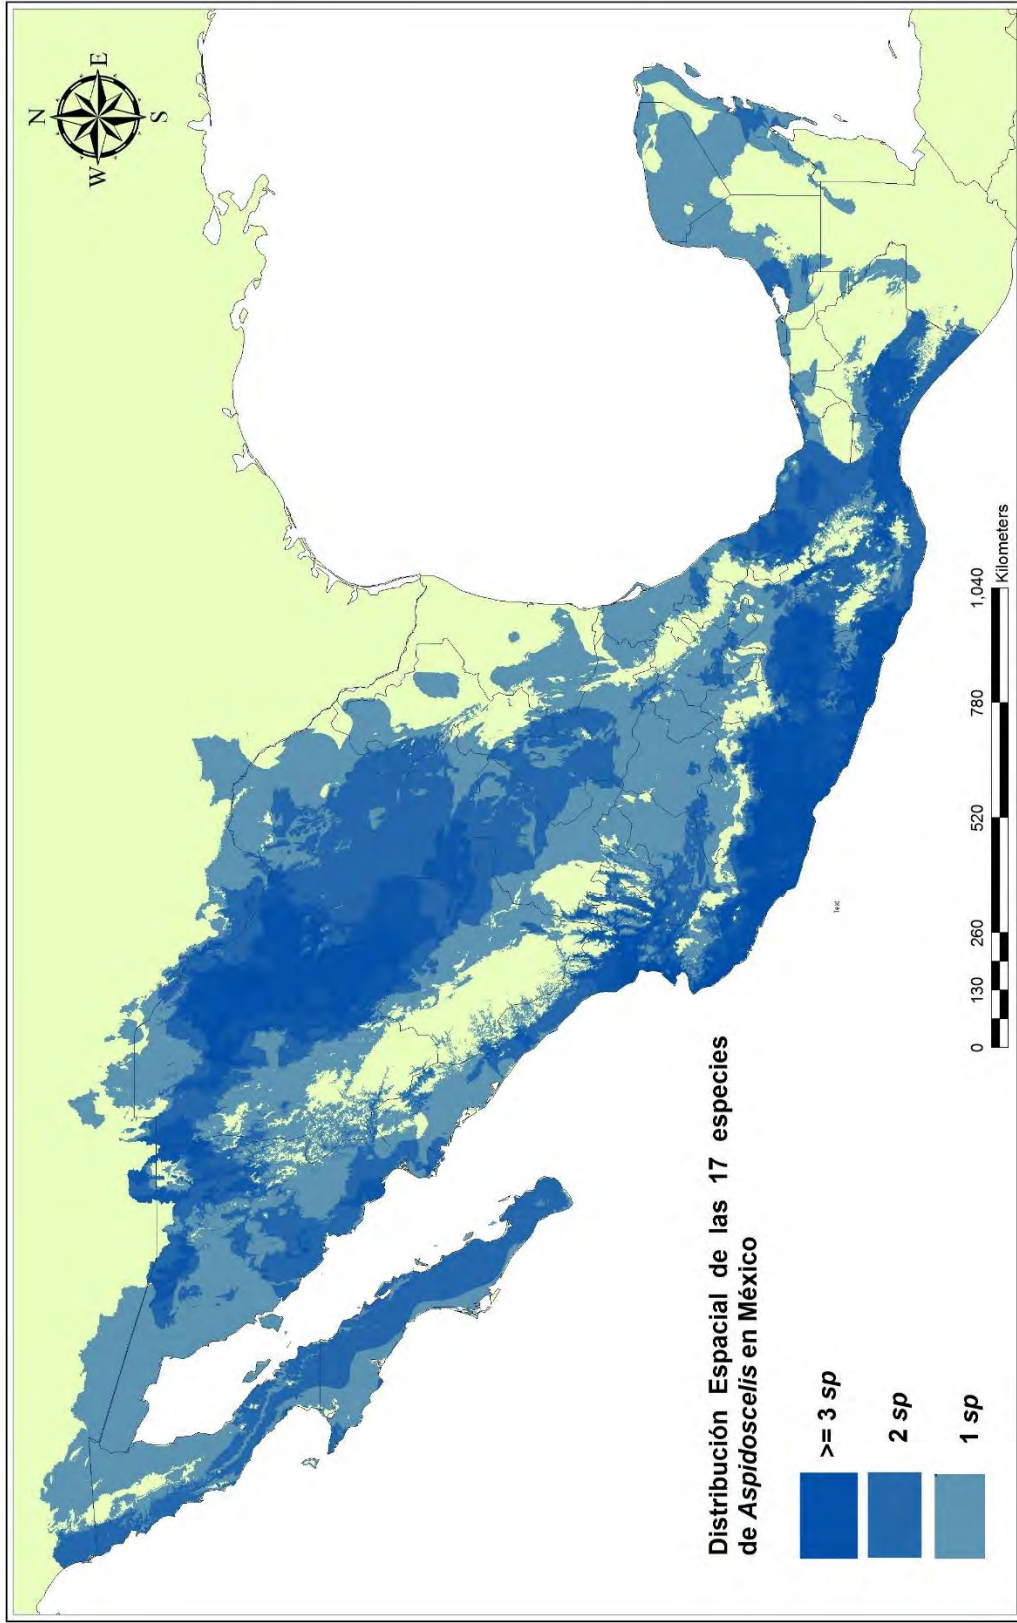 N
W E
S
Distribución Espacial de las 17 especies
de Aspidoscelis en México
>= 3 sp
2 sp
1 sp
Text
0 130 260 520 780 1,040
Kilometers